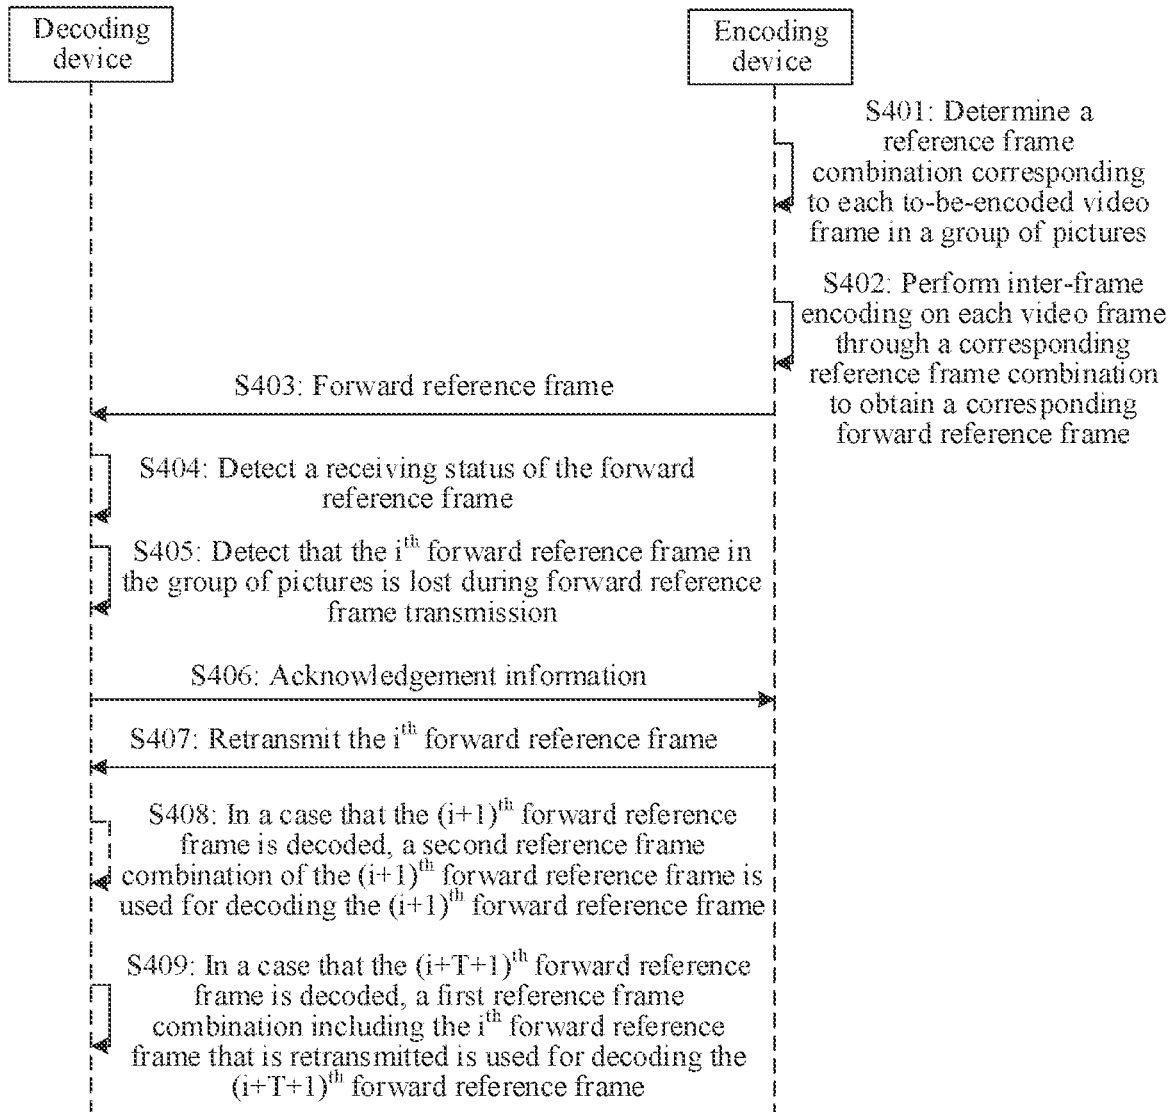 Decoding
device
Encoding
device
S401: Determine a
reference frame
combination corresponding
to each to-be-encoded video
frame in a group of pictures
S402: Perform inter-frame
encoding on each video frame
through a corresponding
reference frame combination
to obtain a corresponding
forward reference frame
S403: Forward reference frame
S404: Detect a receiving status of the forward
reference frame
S405: Detect that the i^th forward reference frame in
the group of pictures is lost during forward reference
frame transmission
S406: Acknowledgement information
S407: Retransmit the i^th forward reference frame
S408: In a case that the (i+1)^th forward reference
frame is decoded, a second reference frame
combination of the (i+1)^th forward reference frame is
used for decoding the (i+1)^th forward reference frame
S409: In a case that the (i+T+1)^th forward reference
frame is decoded, a first reference frame
combination including the i^th forward reference
frame that is retransmitted is used for decoding the
(i+T+1)^th forward reference frame